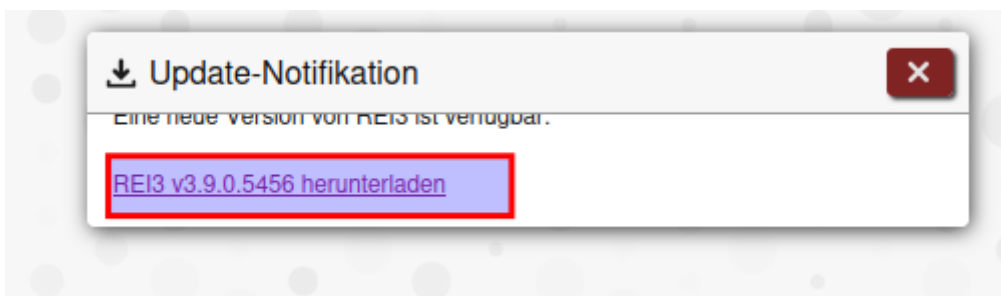 Update-Notifikation
Eine neue Version von REI3 ist verfügbar:
REI3 v3.9.0.5456 herunterladen